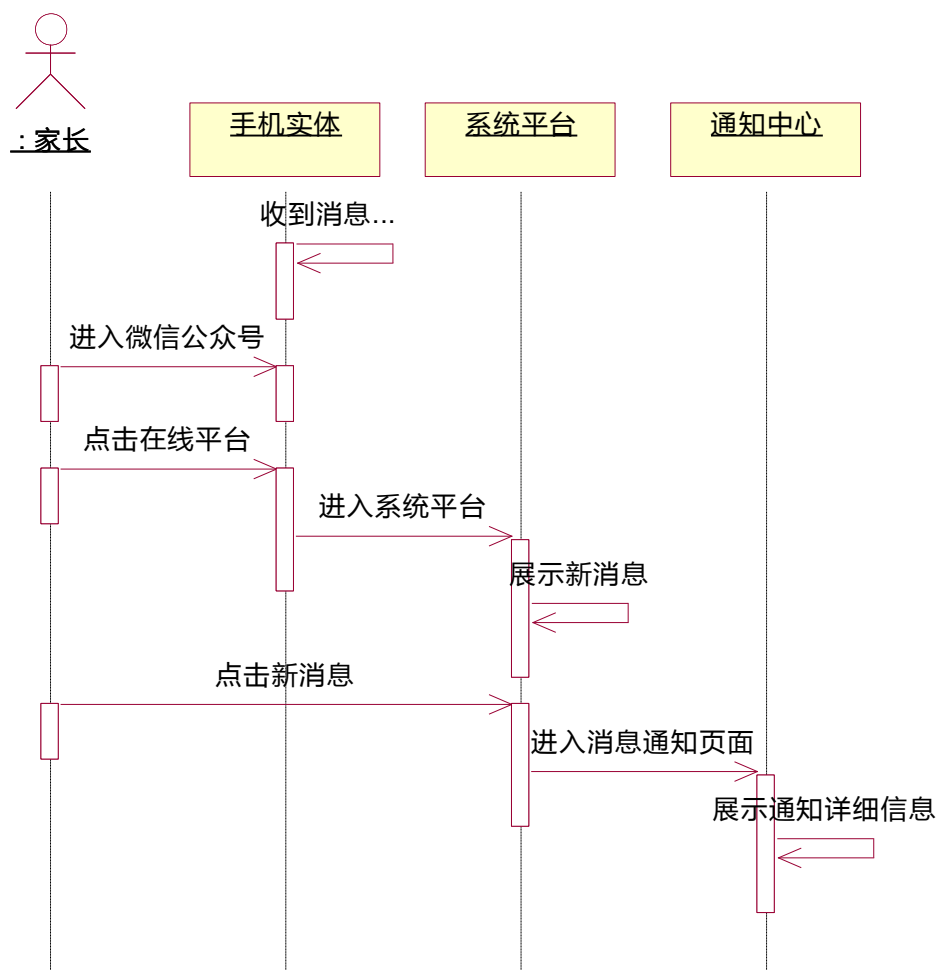 : 家长
手机实体
系统平台
通知中心
收到消息...
进入微信公众号
点击在线平台
进入系统平台
展示新消息
点击新消息
进入消息通知页面
展示通知详细信息